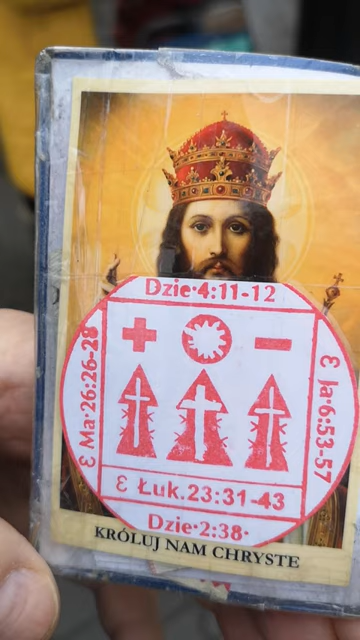 Dzie·4:11-12
Ɛ Ma·26:26-28
Ɛ Ja·6:53-57
Ɛ Łuk.23:31-43
Dzie·2:38·
KRÓLUJ NAM CHRYSTE